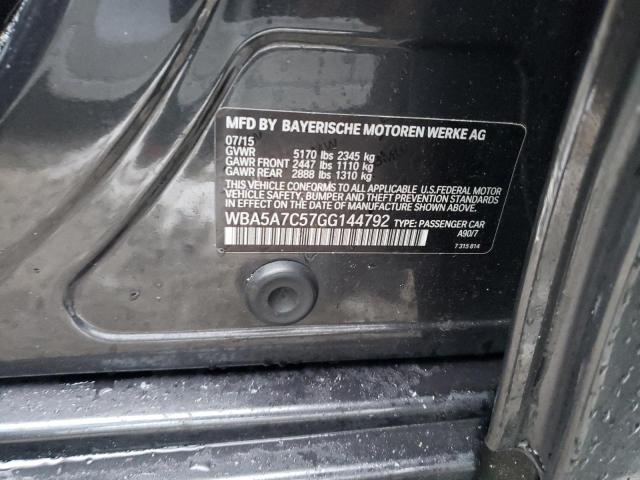 MFD BY BAYERISCHE MOTOREN WERKE AG
07/15
GVWR 5170 lbs 2345 kg
GAWR FRONT 2447 lbs 1110 kg
GAWR REAR 2888 lbs 1310 kg
THIS VEHICLE CONFORMS TO ALL APPLICABLE U.S.FEDERAL MOTOR
VEHICLE SAFETY, BUMPER, AND THEFT PREVENTION STANDARDS
IN EFFECT ON THE DATE OF MANUFACTURE SHOWN ABOVE.
WBA5A7C57GG144792 TYPE: PASSENGER CAR
A90/7
7 315 814